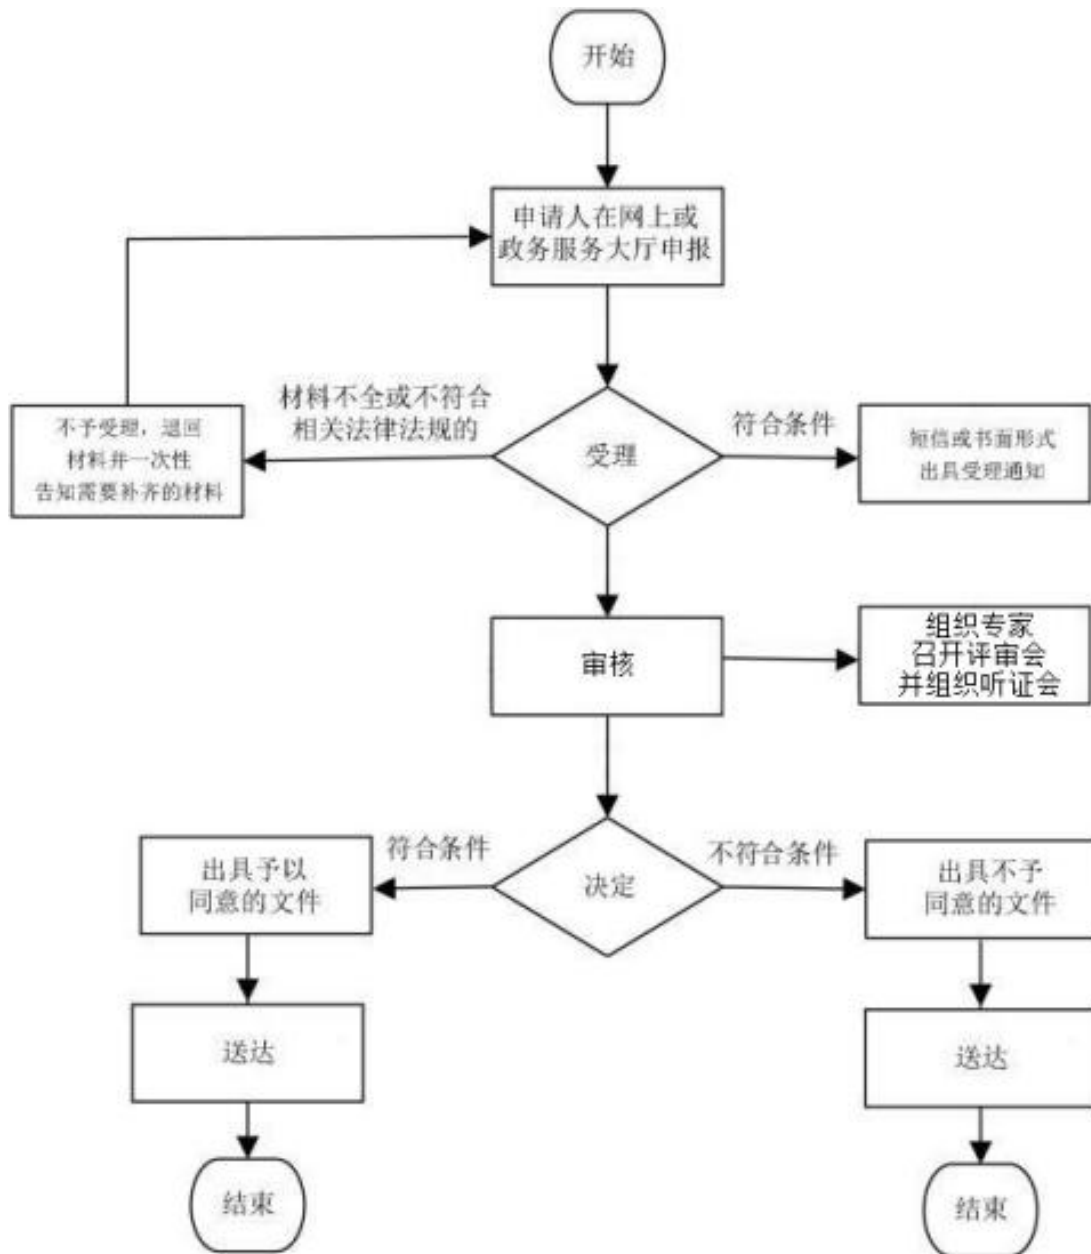 开始
申请人在网上或
政务服务大厅申报
材料不全或不符合
相关法律法规的
符合条件
不予受理，退回
材料并一次性
告知需要补齐的材料
受理
短信或书面形式
出具受理通知
审核
组织专家
召开评审会
并组织听证会
符合条件
不符合条件
出具予以
同意的文件
决定
出具不予
同意的文件
送达
送达
结束
结束